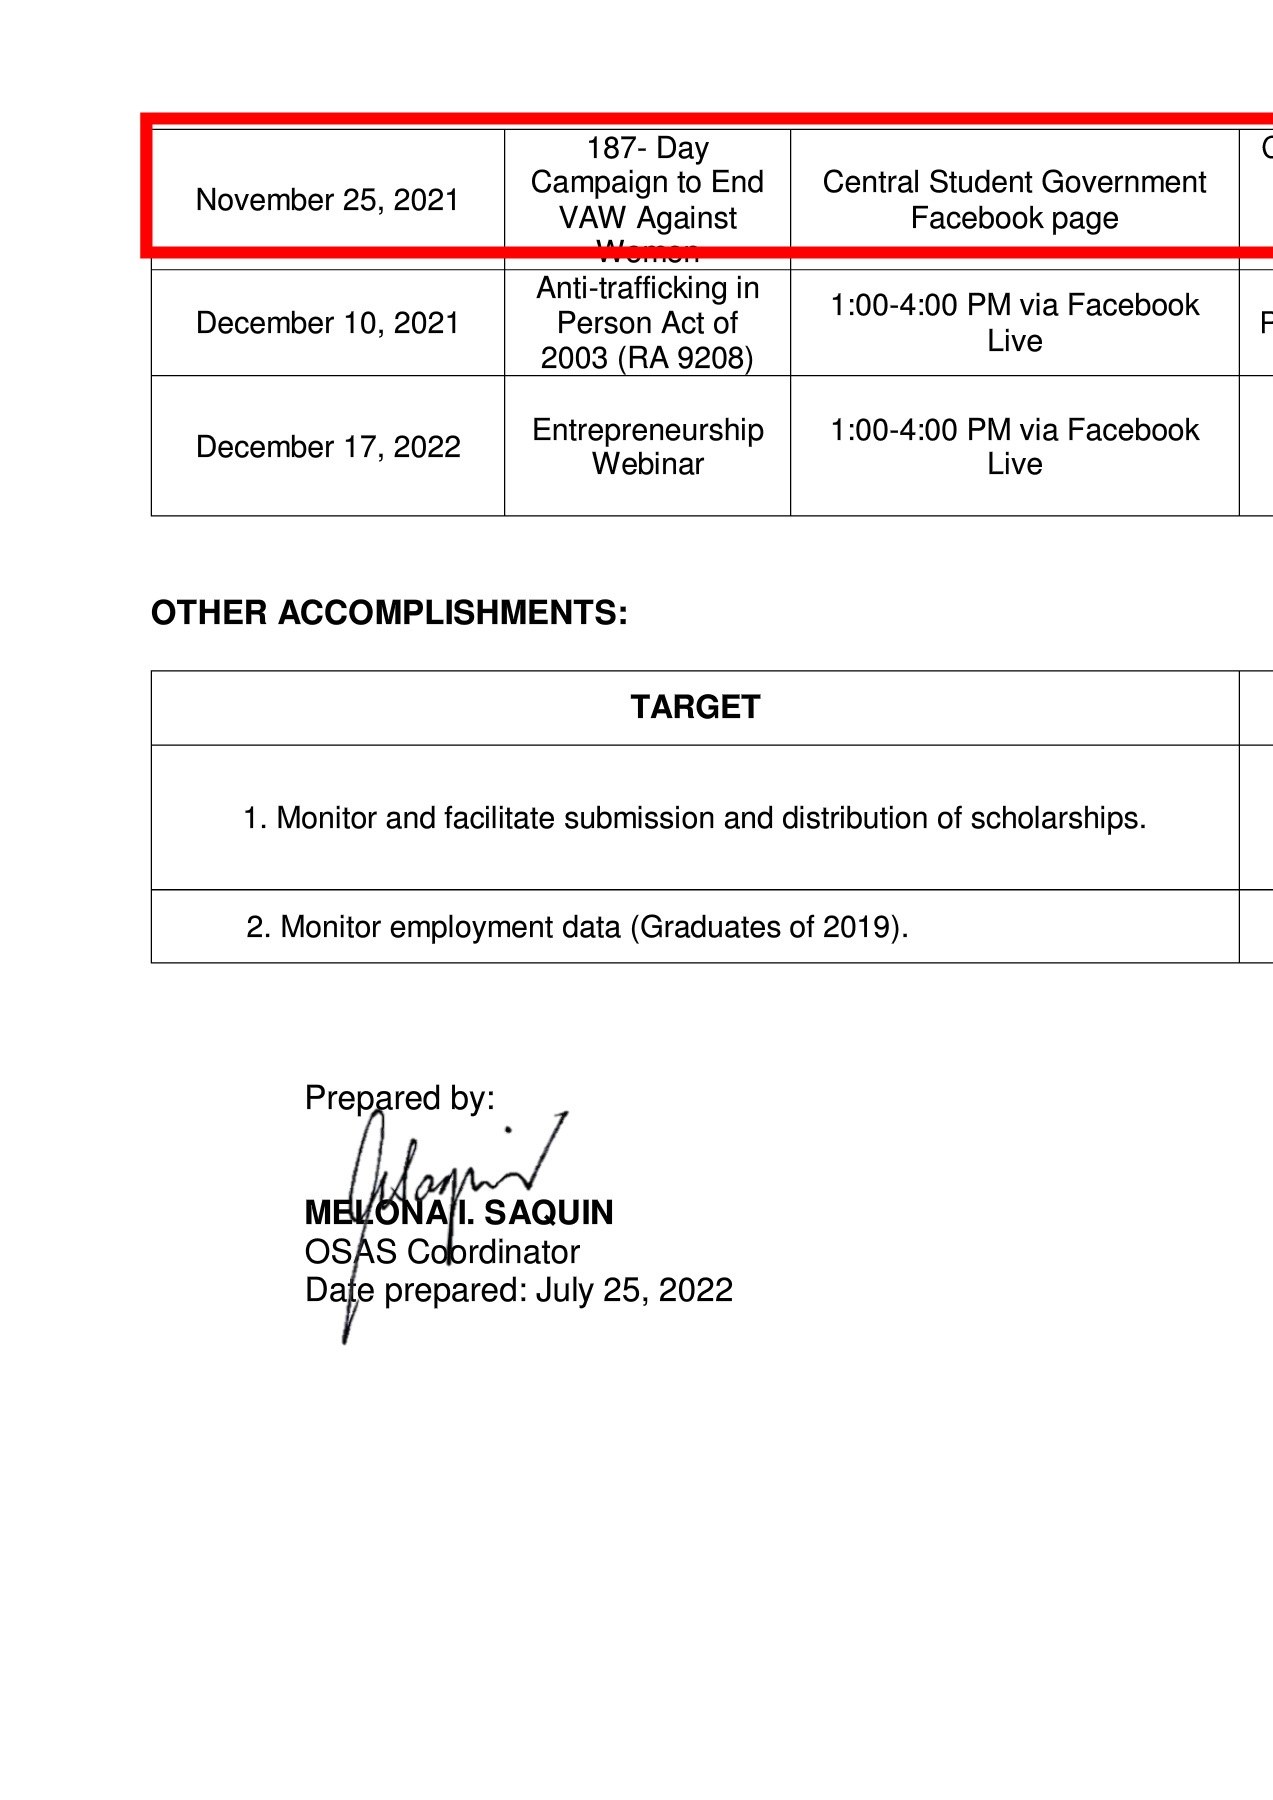 187- Day
Campaign to End
VAW Against
Women
November 25, 2021
Central Student Government
Facebook page
Anti-trafficking in
Person Act of
2003 (RA 9208)
December 10, 2021
1:00-4:00 PM via Facebook
Live
December 17, 2022
Entrepreneurship
Webinar
1:00-4:00 PM via Facebook
Live
OTHER ACCOMPLISHMENTS:
TARGET
1. Monitor and facilitate submission and distribution of scholarships.
2. Monitor employment data (Graduates of 2019).
Prepared by:
MELONA I. SAQUIN
OSAS Coordinator
Date prepared: July 25, 2022